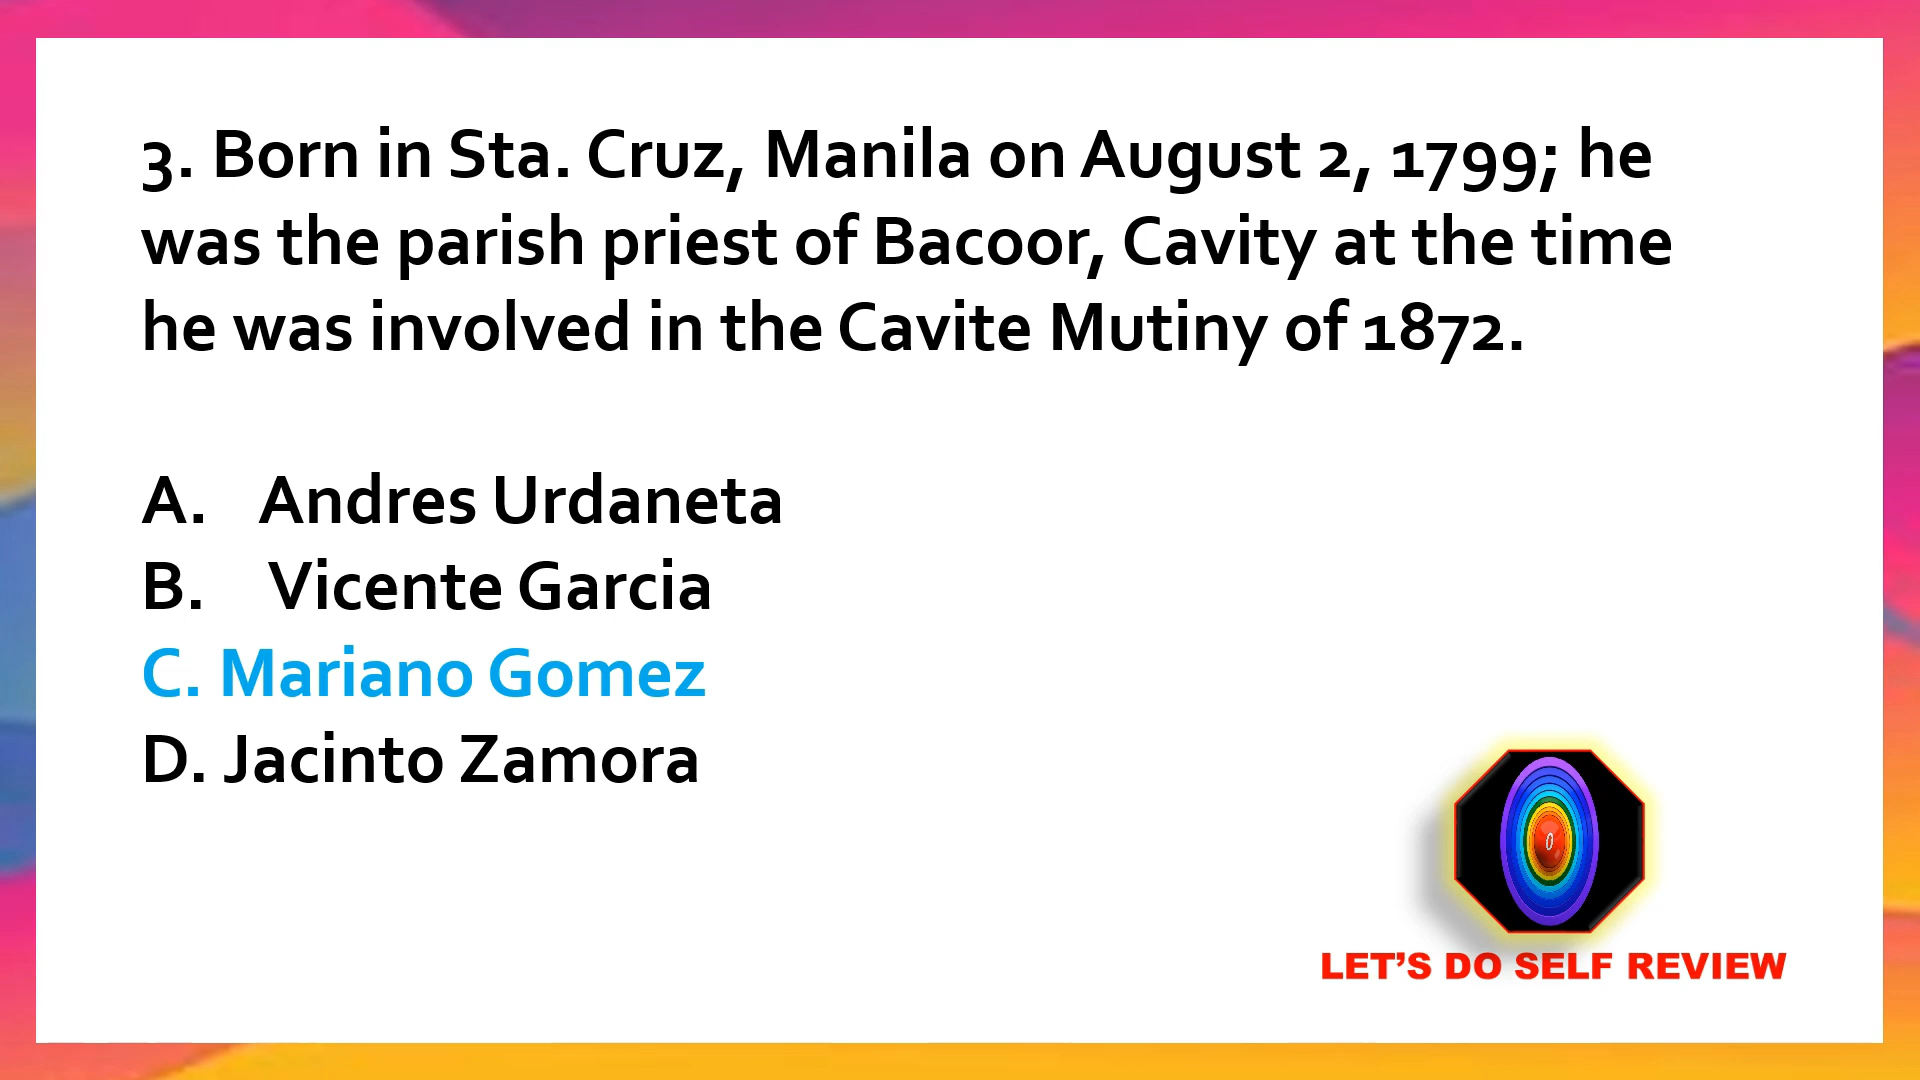 3. Born in Sta. Cruz, Manila on August 2, 1799; he
was the parish priest of Bacoor, Cavity at the time
he was involved in the Cavite Mutiny of 1872.
A. Andres Urdaneta
B. Vicente Garcia
C. Mariano Gomez
D. Jacinto Zamora
0
LET’S DO SELF REVIEW